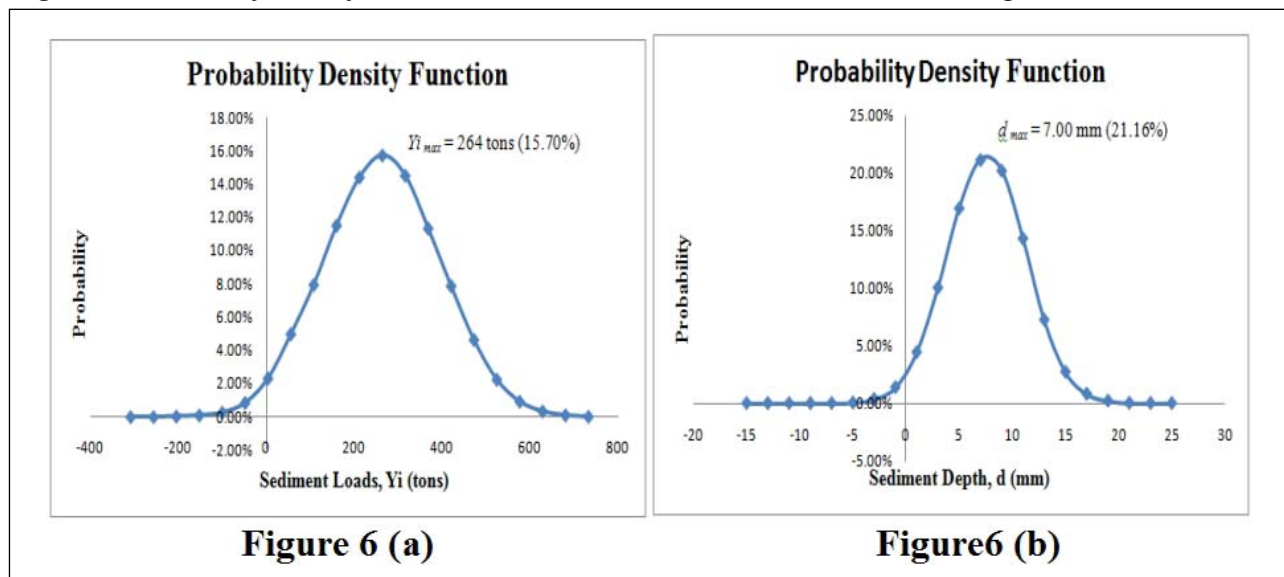 Probability Density Function
18.00%
16.00%
14.00%
12.00%
10.00%
8.00%
6.00%
4.00%
2.00%
0.00%
-2.00%
Yi max = 264 tons (15.70%)
Probability
-400 -200 0 200 400 600 800
Sediment Loads, Yi (tons)
Figure 6 (a)
Probability Density Function
25.00%
20.00%
15.00%
10.00%
5.00%
0.00%
-5.00%
d max = 7.00 mm (21.16%)
Probability
-20 -15 -10 -5 0 5 10 15 20 25 30
Sediment Depth, d (mm)
Figure6 (b)